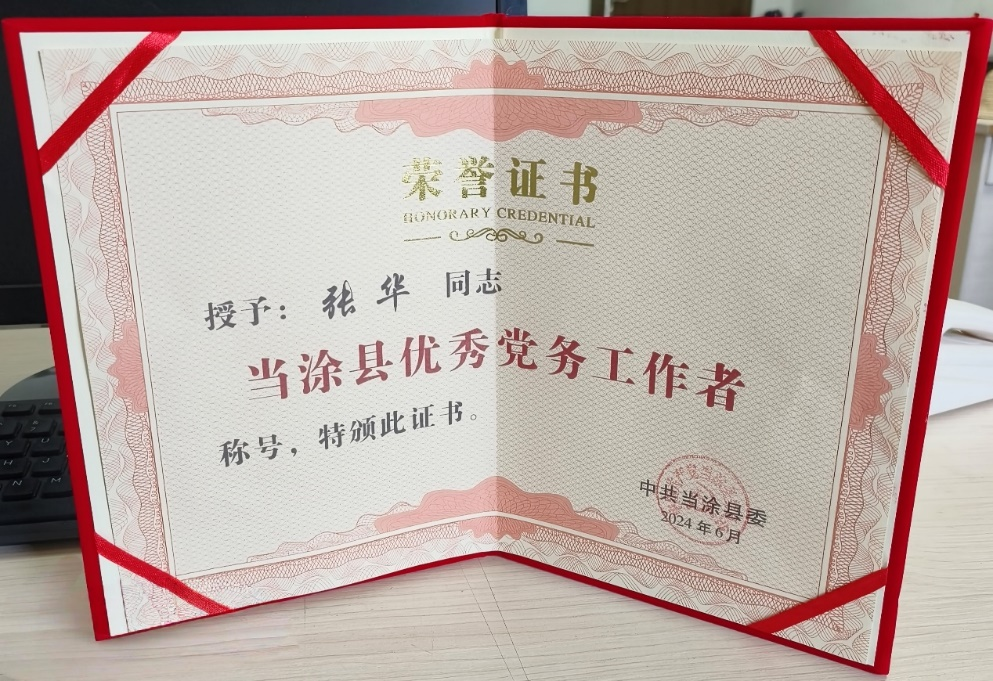 荣誉证书
HONORARY CREDENTIAL
授予：张华 同志
当涂县优秀党务工作者
称号，特颁此证书。
中共当涂县委
2024年6月